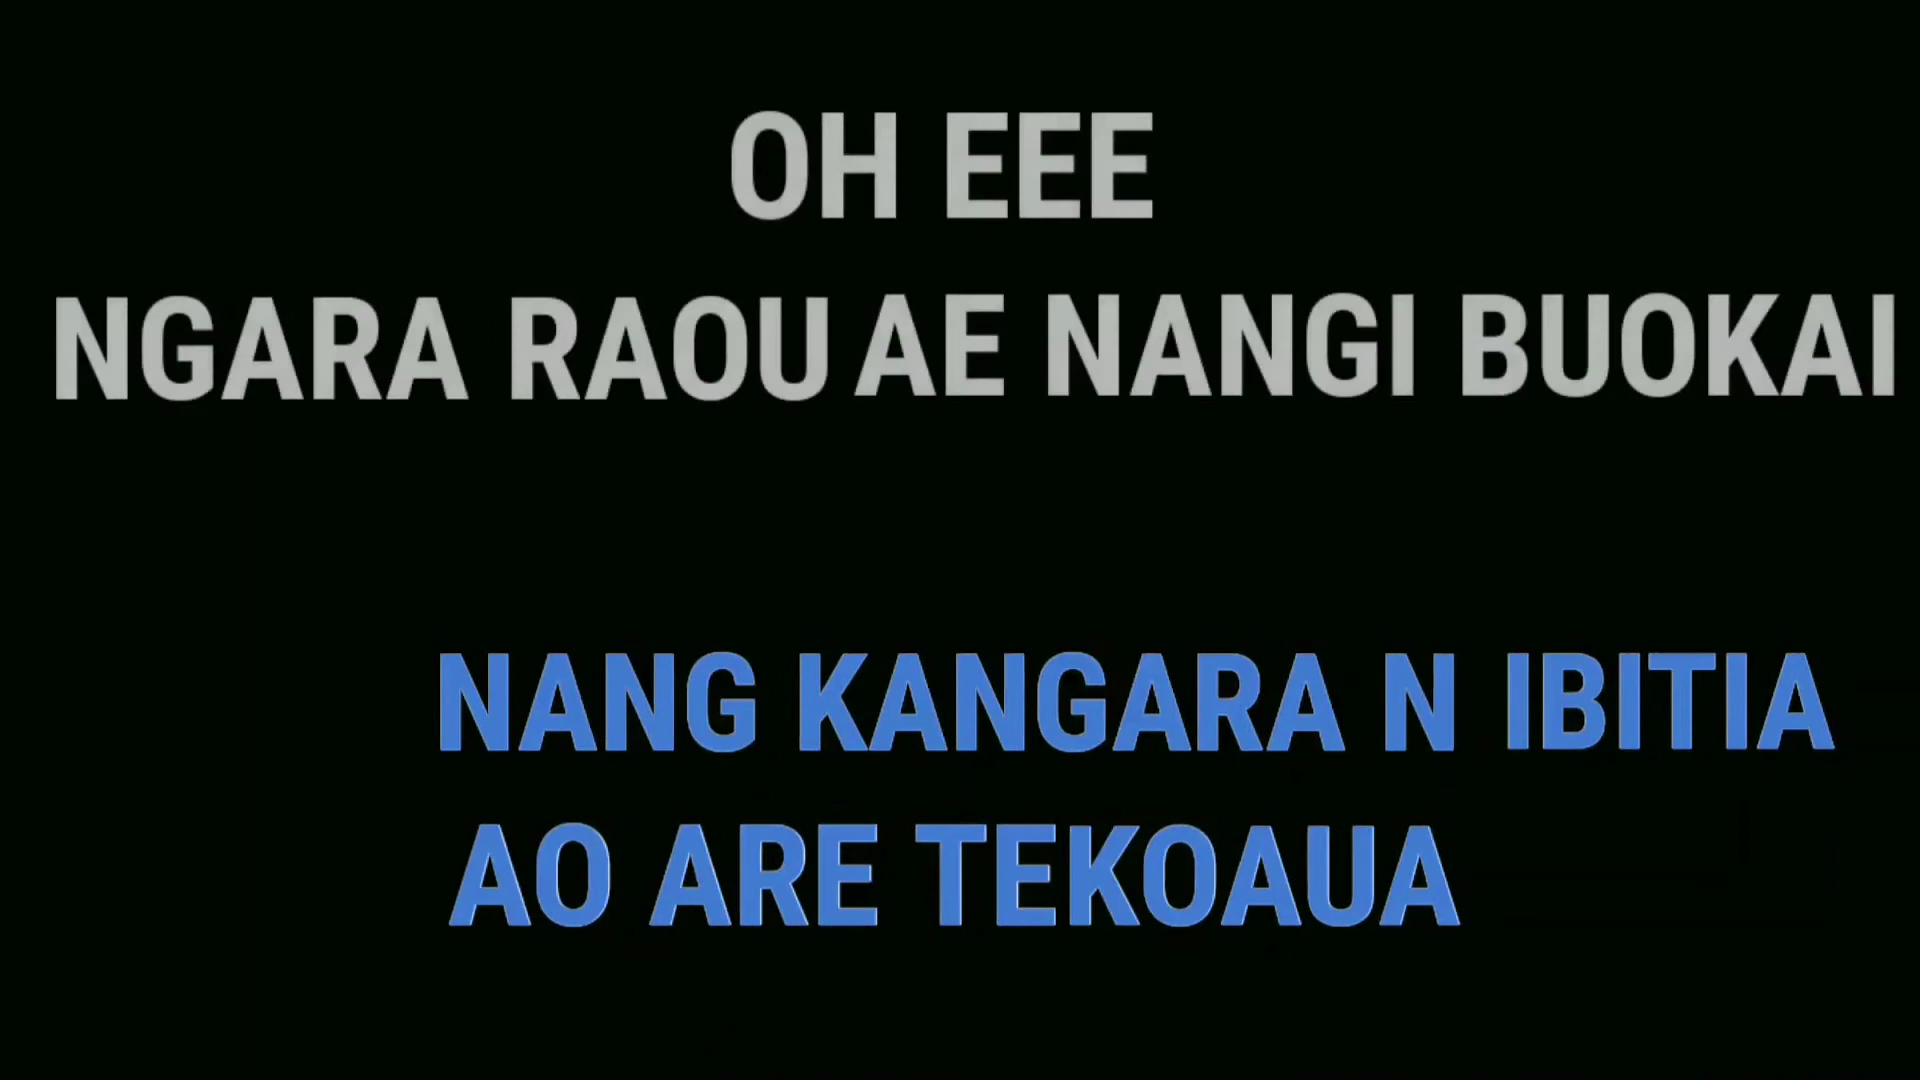 OH EEE
NGARA RAOU AE NANGI BUOKAI
NANG KANGARA N IBITIA
AO ARE TEKOAUA